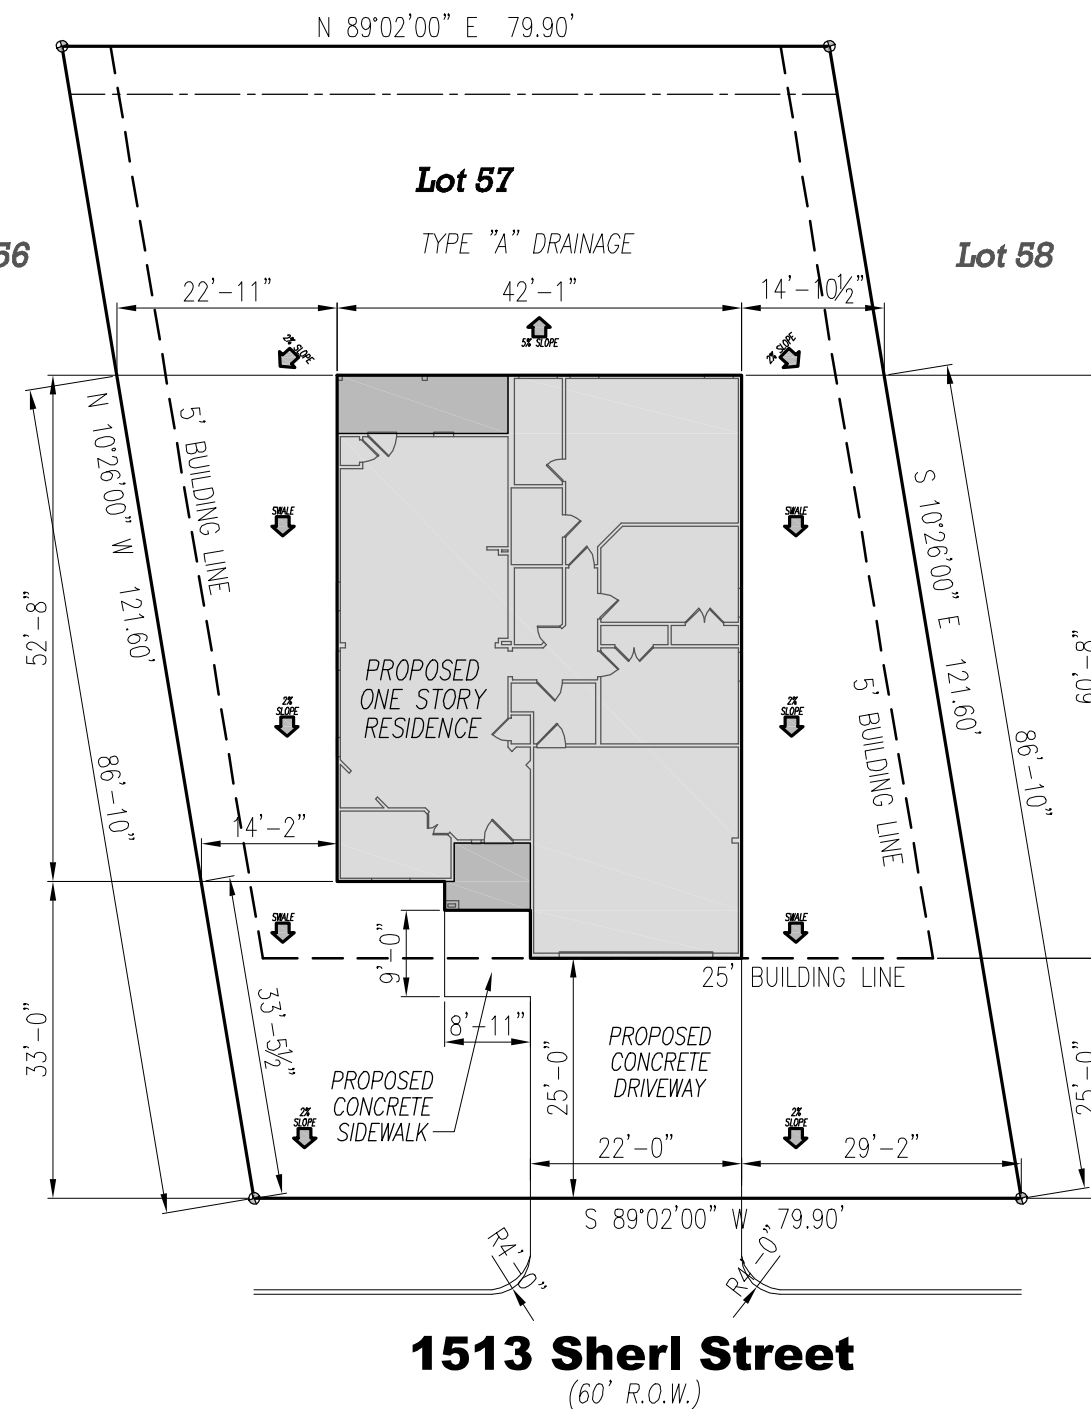 N 89°02'00" E 79.90'
Lot 57
TYPE "A" DRAINAGE
56
Lot 58
22'-11"
42'-1"
14'-10½"
2% SLOPE
5% SLOPE
2% SLOPE
N 10°26'00" W 121.60'
5' BUILDING LINE
S 10°26'00" E 121.60'
5' BUILDING LINE
SWALE
SWALE
52'-8"
60'-8"
PROPOSED
ONE STORY
RESIDENCE
2%
SLOPE
2%
SLOPE
86'-10"
86'-10"
14'-2"
SWALE
SWALE
9'-0"
25' BUILDING LINE
33'-0"
33'-5½"
8'-11"
25'-0"
PROPOSED
CONCRETE
DRIVEWAY
25'-0"
PROPOSED
CONCRETE
SIDEWALK
2%
SLOPE
2%
SLOPE
22'-0"
29'-2"
S 89°02'00" W 79.90'
R4'-0"
R4'-0"
1513 Sherl Street
(60' R.O.W.)